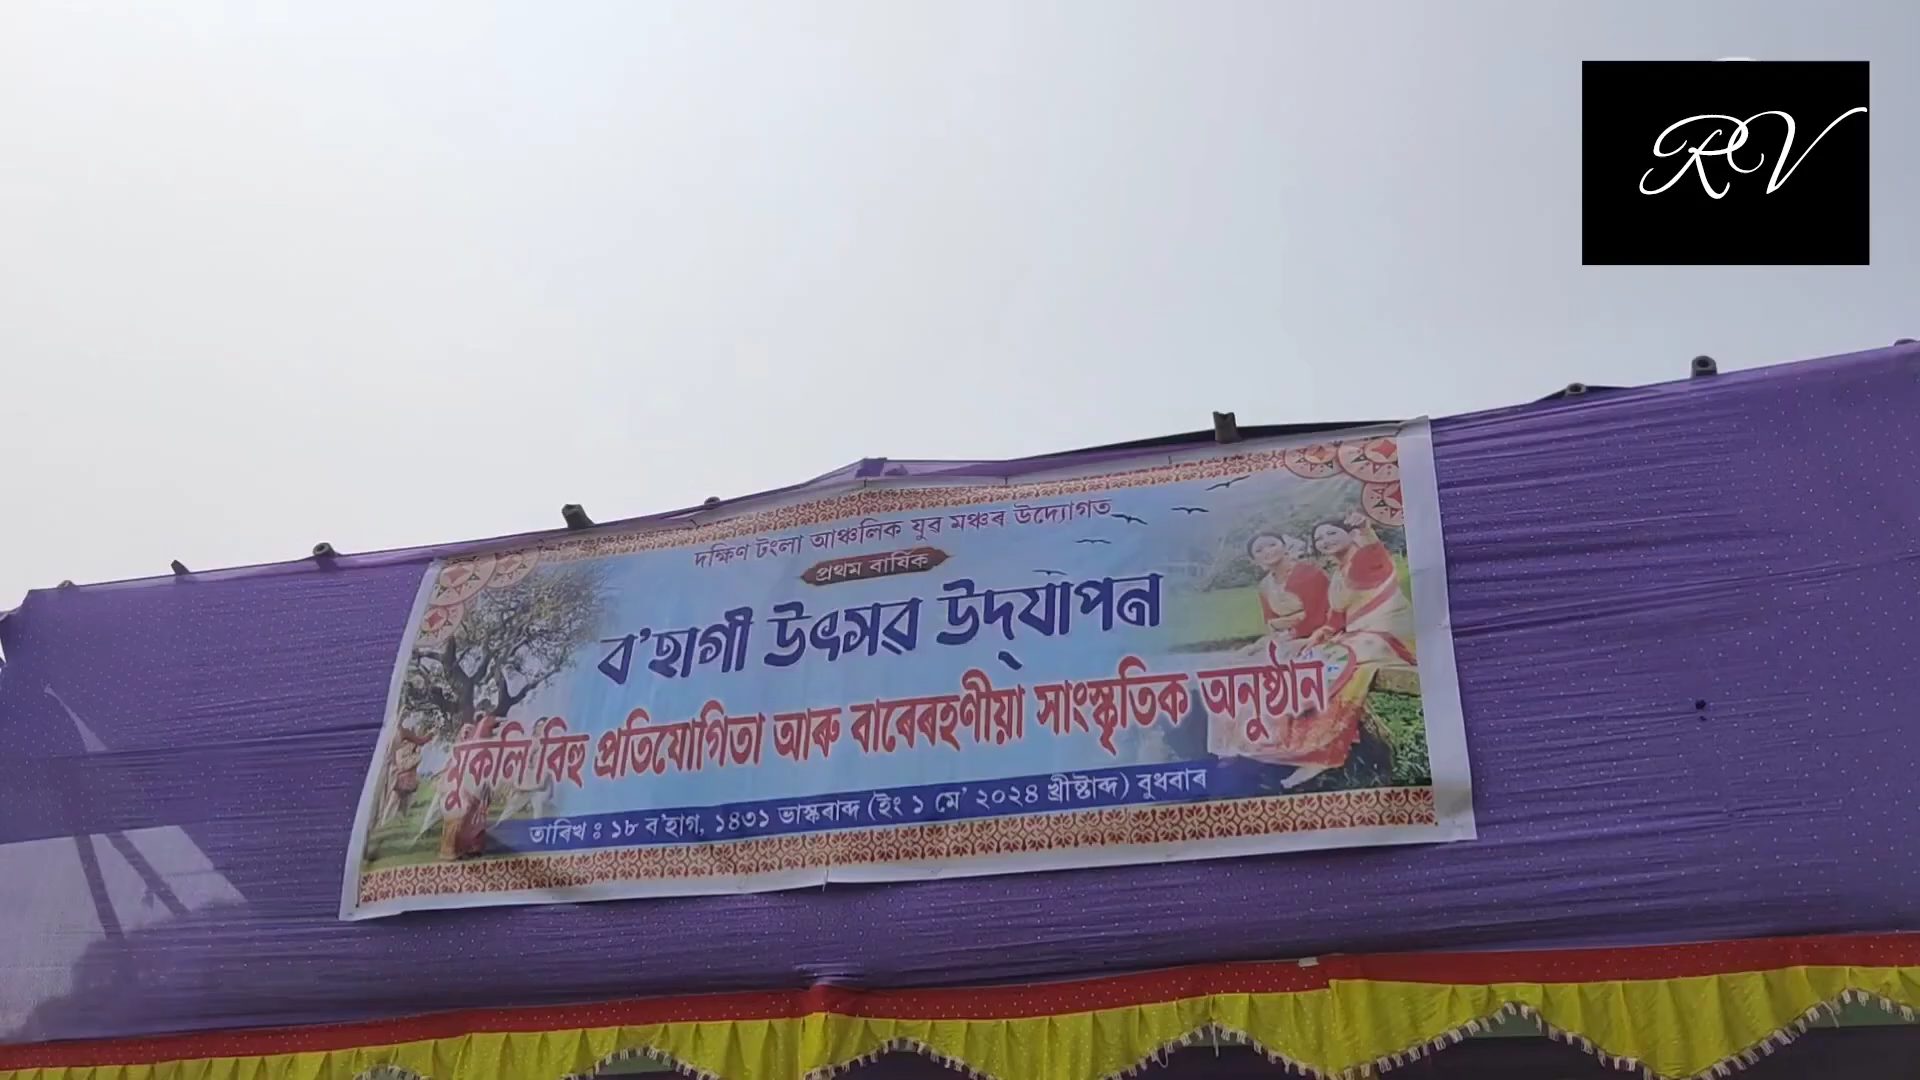 RV
দক্ষিণ টংলা আঞ্চলিক যুৱ মঞ্চৰ উদ্যোগত
প্ৰথম বাৰ্ষিক
ব'হাগী উৎসৱ উদ্‌যাপন
মুকলি বিহু প্ৰতিযোগিতা আৰু বাৰেৰহণীয়া সাংস্কৃতিক অনুষ্ঠান
তাৰিখ : ১৮ ব'হাগ, ১৪৩১ ভাস্কৰাব্দ (ইং ১ মে' ২০২৪ খ্ৰীষ্টাব্দ) বুধবাৰ